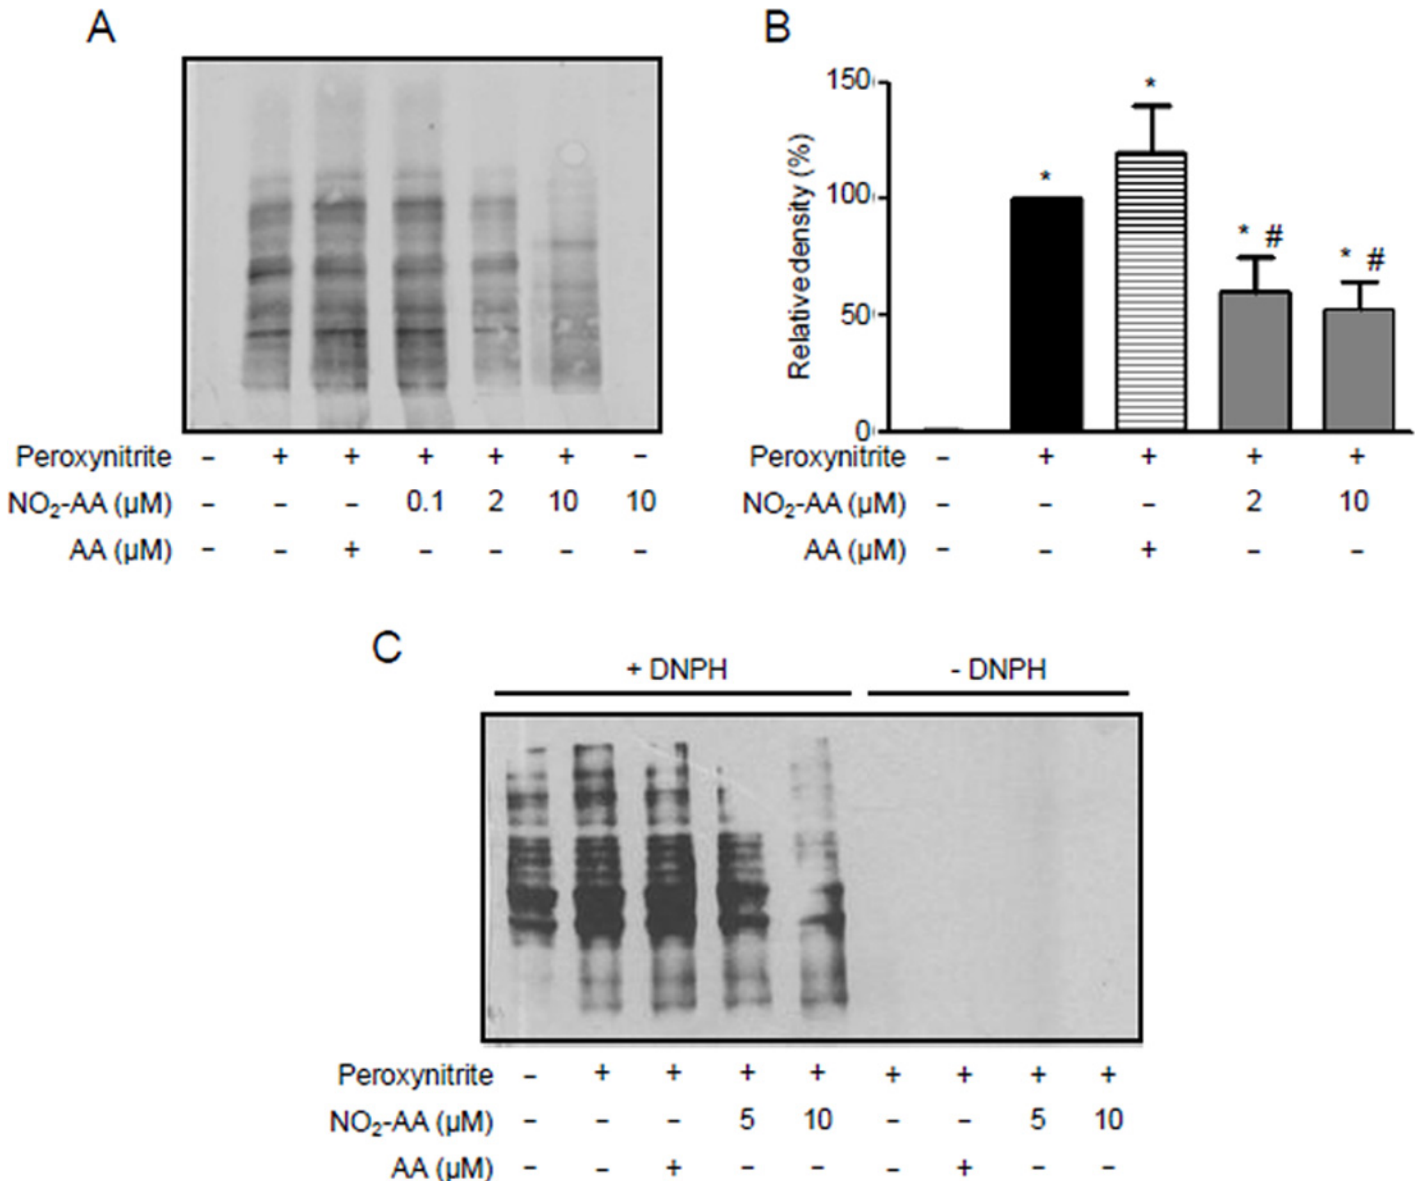 A
Peroxynitrite – + + + + + –
NO₂-AA (µM) – – – 0.1 2 10 10
AA (µM) – – + – – – –
B
Relative density (%)
150
100
50
0
*
*
* #
* #
Peroxynitrite – + + + +
NO₂-AA (µM) – – – 2 10
AA (µM) – – + – –
C
+ DNPH - DNPH
Peroxynitrite – + + + + + + + +
NO₂-AA (µM) – – – 5 10 – – 5 10
AA (µM) – – + – – – + – –